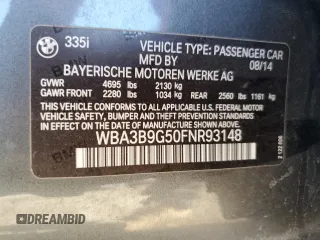 335i
VEHICLE TYPE: PASSENGER CAR
MFD BY 08/14
BAYERISCHE MOTOREN WERKE AG
GVWR 4695 lbs 2130 kg
GAWR FRONT 2280 lbs 1034 kg REAR 2560 lbs 1161 kg
THIS VEHICLE CONFORMS TO ALL APPLICABLE FEDERAL
MOTOR VEHICLE SAFETY, BUMPER AND THEFT PREVENTION
STANDARDS IN EFFECT ON THE DATE OF MANUFACTURE
SHOWN ABOVE.
WBA3B9G50FNR93148
DREAMBID